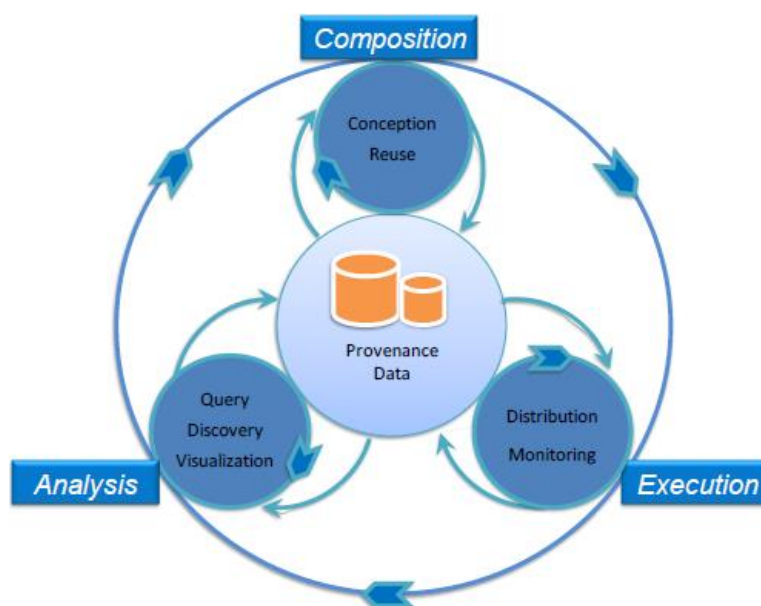 Composition
Conception
Reuse
Provenance
Data
Query
Discovery
Visualization
Distribution
Monitoring
Analysis
Execution